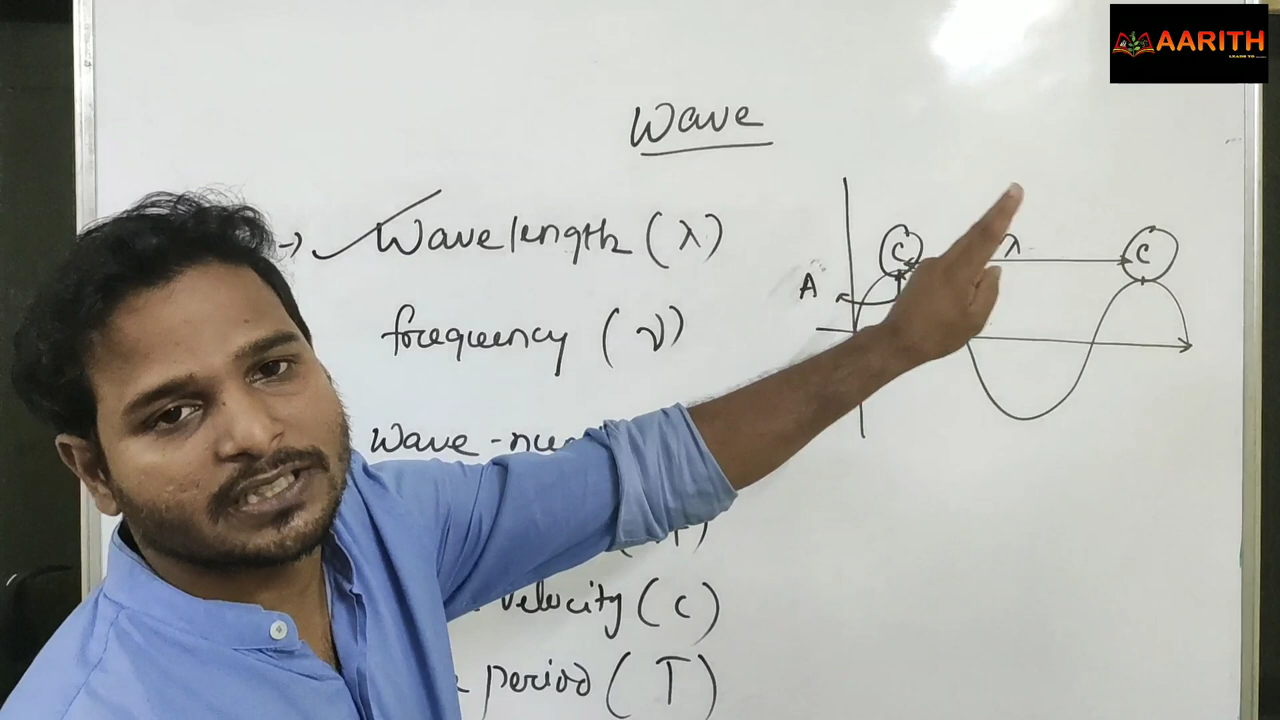 AARITH
Wave
→ Wavelength (λ)
C λ C
A
frequency (ν)
Wave-nu
velocity (c)
period (T)